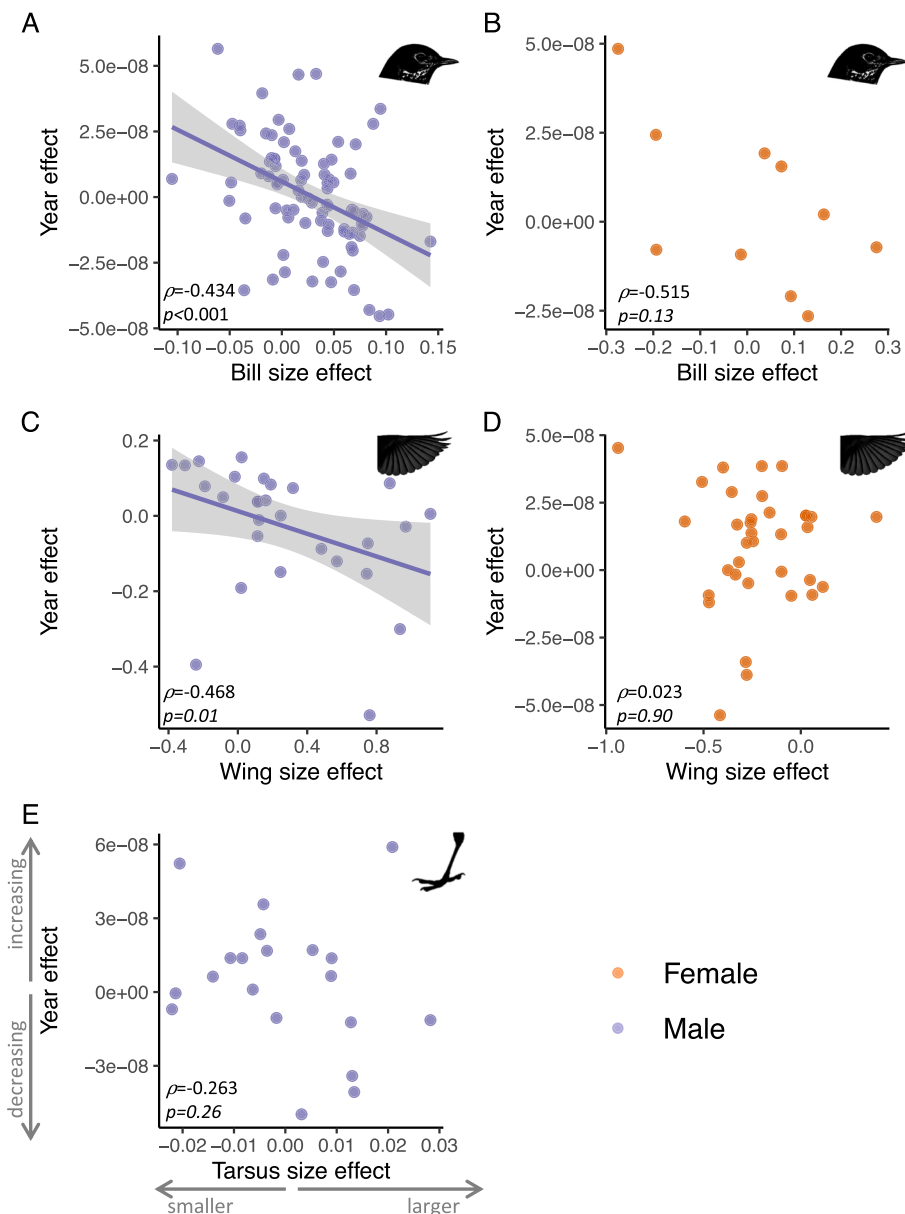 A
5.0e−08
2.5e−08
0.0e+00
−2.5e−08
−5.0e−08
Year effect
ρ=-0.434
p<0.001
−0.10
−0.05
0.00
0.05
0.10
0.15
Bill size effect
B
5.0e−08
2.5e−08
0.0e+00
−2.5e−08
Year effect
ρ=-0.515
p=0.13
−0.3
−0.2
−0.1
0.0
0.1
0.2
0.3
Bill size effect
C
0.2
0.0
−0.2
−0.4
Year effect
ρ=-0.468
p=0.01
−0.4
0.0
0.4
0.8
Wing size effect
D
5.0e−08
2.5e−08
0.0e+00
−2.5e−08
−5.0e−08
Year effect
ρ=0.023
p=0.90
−1.0
−0.5
0.0
Wing size effect
E
6e−08
3e−08
0e+00
−3e−08
Year effect
increasing
decreasing
ρ=-0.263
p=0.26
−0.02
−0.01
0.00
0.01
0.02
0.03
Tarsus size effect
smaller
larger
Female
Male